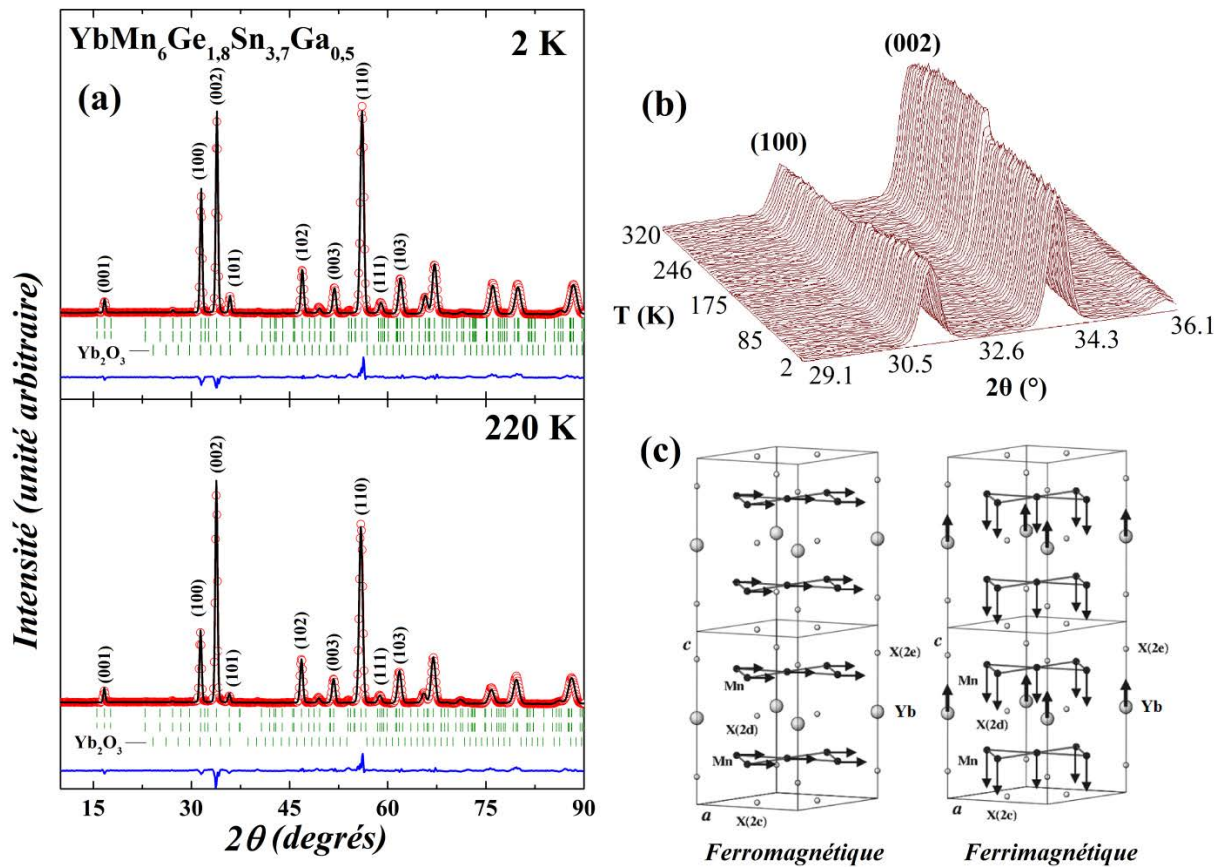 YbMn6Ge1,8Sn3,7Ga0,5 2 K
(a)
(001) (100) (002) (101) (102) (003) (110) (111) (103)
Yb2O3
220 K
(001) (100) (002) (101) (102) (003) (110) (111) (103)
Yb2O3
15 30 45 60 75 90
2θ (degrés)
Intensité (unité arbitraire)
(b)
(002)
(100)
320
246
175
85
2
T (K)
29.1 30.5 32.6 34.3 36.1
2θ (°)
(c)
c
X(2e)
Mn
Yb
X(2d)
Mn
a
X(2c)
Ferromagnétique
c
X(2e)
Mn
Yb
X(2d)
Mn
a
X(2c)
Ferrimagnétique